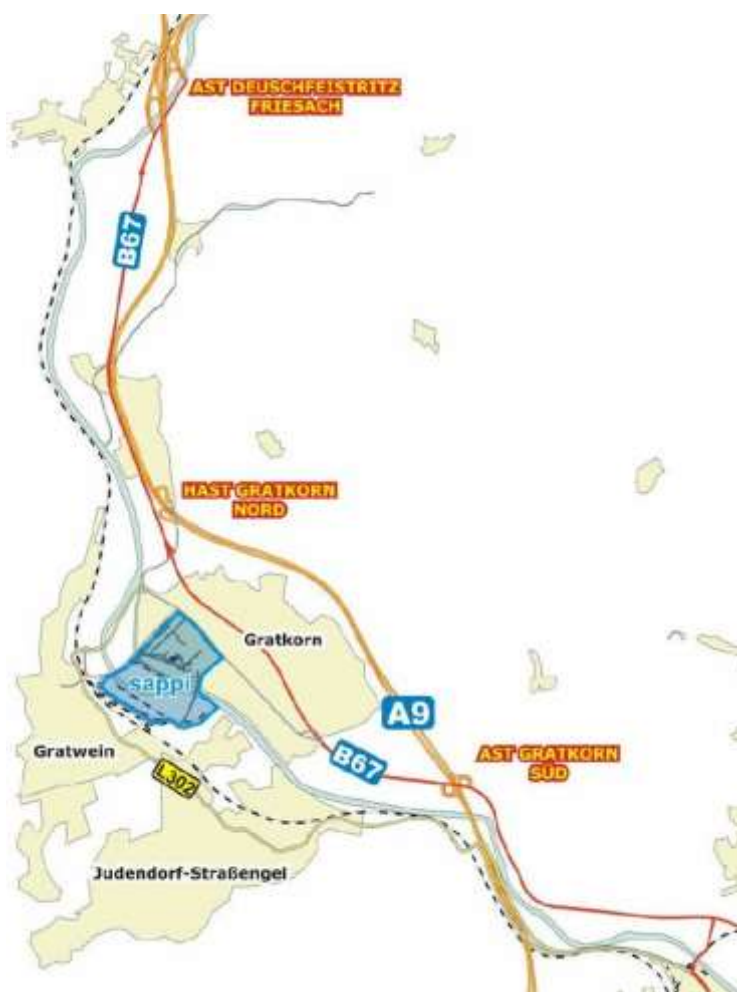 AST DEUSCHFEISTRITZ
FRIESACH
B67
HAST GRATKORN
NORD
Gratkorn
sappi
A9
Gratwein
B67
AST GRATKORN
SÜD
L302
Judendorf-Straßengel